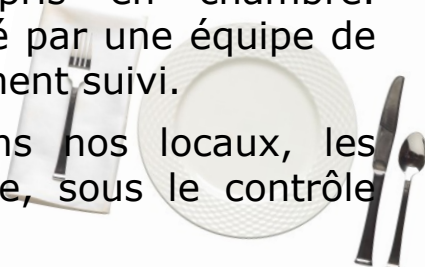 pris en chambre.
é par une équipe de
ment suivi.
ns nos locaux, les
e, sous le contrôle